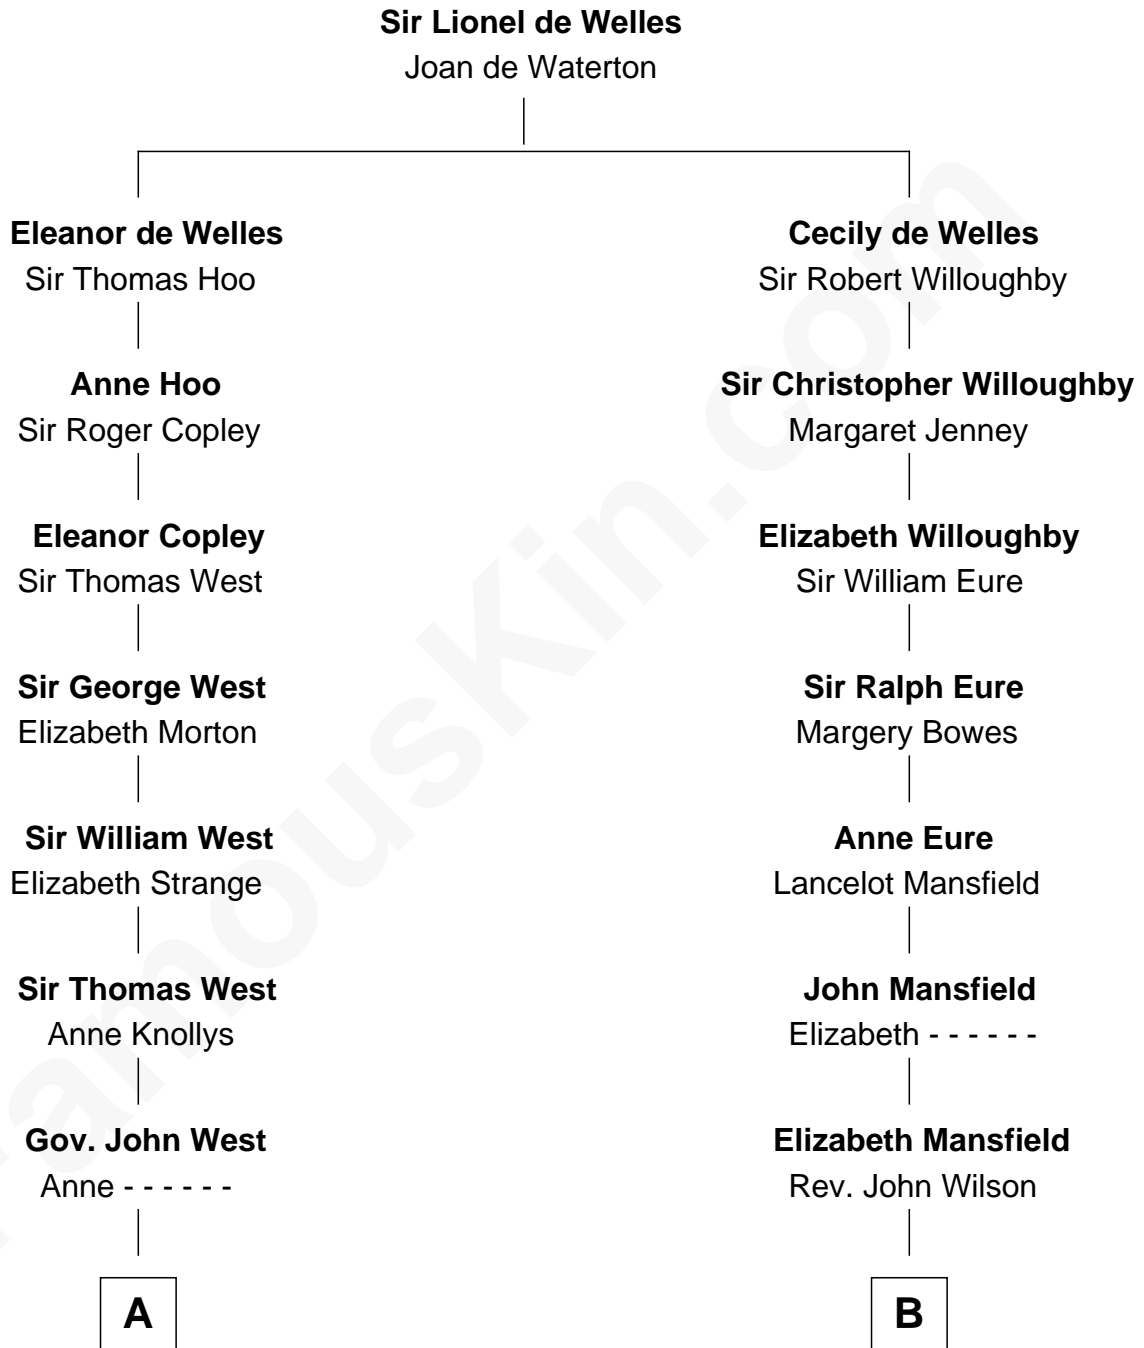 Sir Lionel de Welles
Joan de Waterton
Eleanor de Welles
Sir Thomas Hoo
Cecily de Welles
Sir Robert Willoughby
Anne Hoo
Sir Roger Copley
Sir Christopher Willoughby
Margaret Jenney
Eleanor Copley
Sir Thomas West
Elizabeth Willoughby
Sir William Eure
Sir George West
Elizabeth Morton
Sir Ralph Eure
Margery Bowes
Sir William West
Elizabeth Strange
Anne Eure
Lancelot Mansfield
Sir Thomas West
Anne Knollys
John Mansfield
Elizabeth - - - - - -
Gov. John West
Anne - - - - - -
Elizabeth Mansfield
Rev. John Wilson
A
B
FamousKin.com